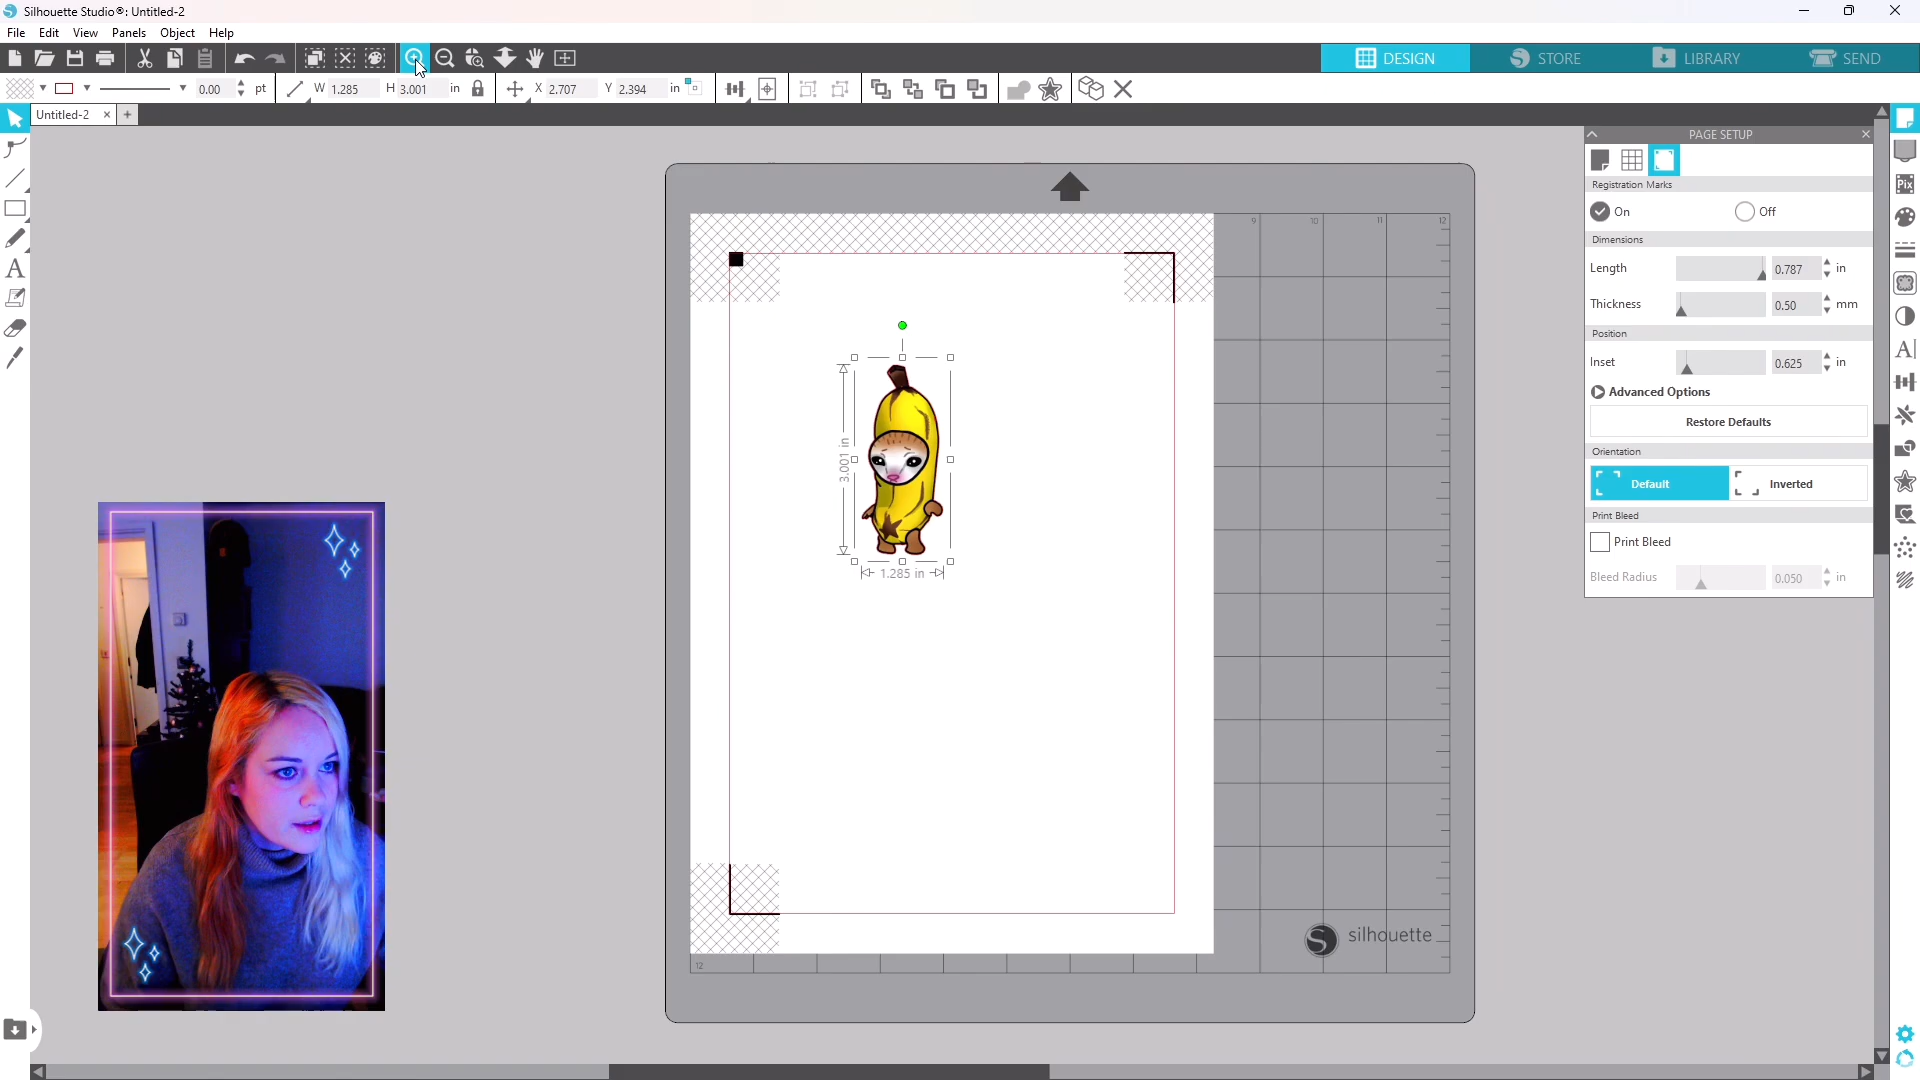 Silhouette Studio®: Untitled-2
File Edit View Panels Object Help
DESIGN STORE LIBRARY SEND
0.00 pt W 1.285 H 3.001 in X 2.707 Y 2.394 in
Untitled-2 × +
PAGE SETUP
Pix
Registration Marks
On Off
Dimensions
Length 0.787 in
Thickness 0.50 mm
Position
Inset 0.625 in
Advanced Options
Restore Defaults
Orientation
Default Inverted
Print Bleed
Print Bleed
Bleed Radius 0.050 in
9 10 11 12
3.001 in
1.285 in
silhouette
12